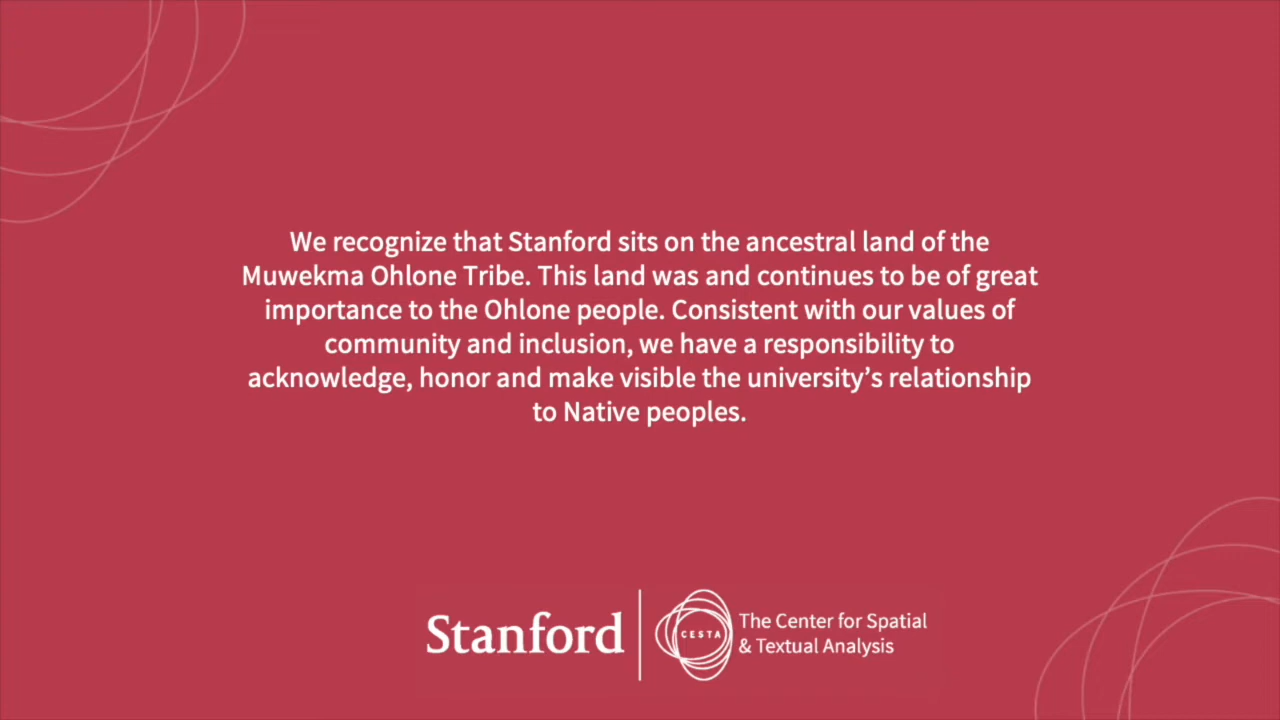 We recognize that Stanford sits on the ancestral land of the
Muwekma Ohlone Tribe. This land was and continues to be of great
importance to the Ohlone people. Consistent with our values of
community and inclusion, we have a responsibility to
acknowledge, honor and make visible the university’s relationship
to Native peoples.
Stanford
CESTA
The Center for Spatial
& Textual Analysis